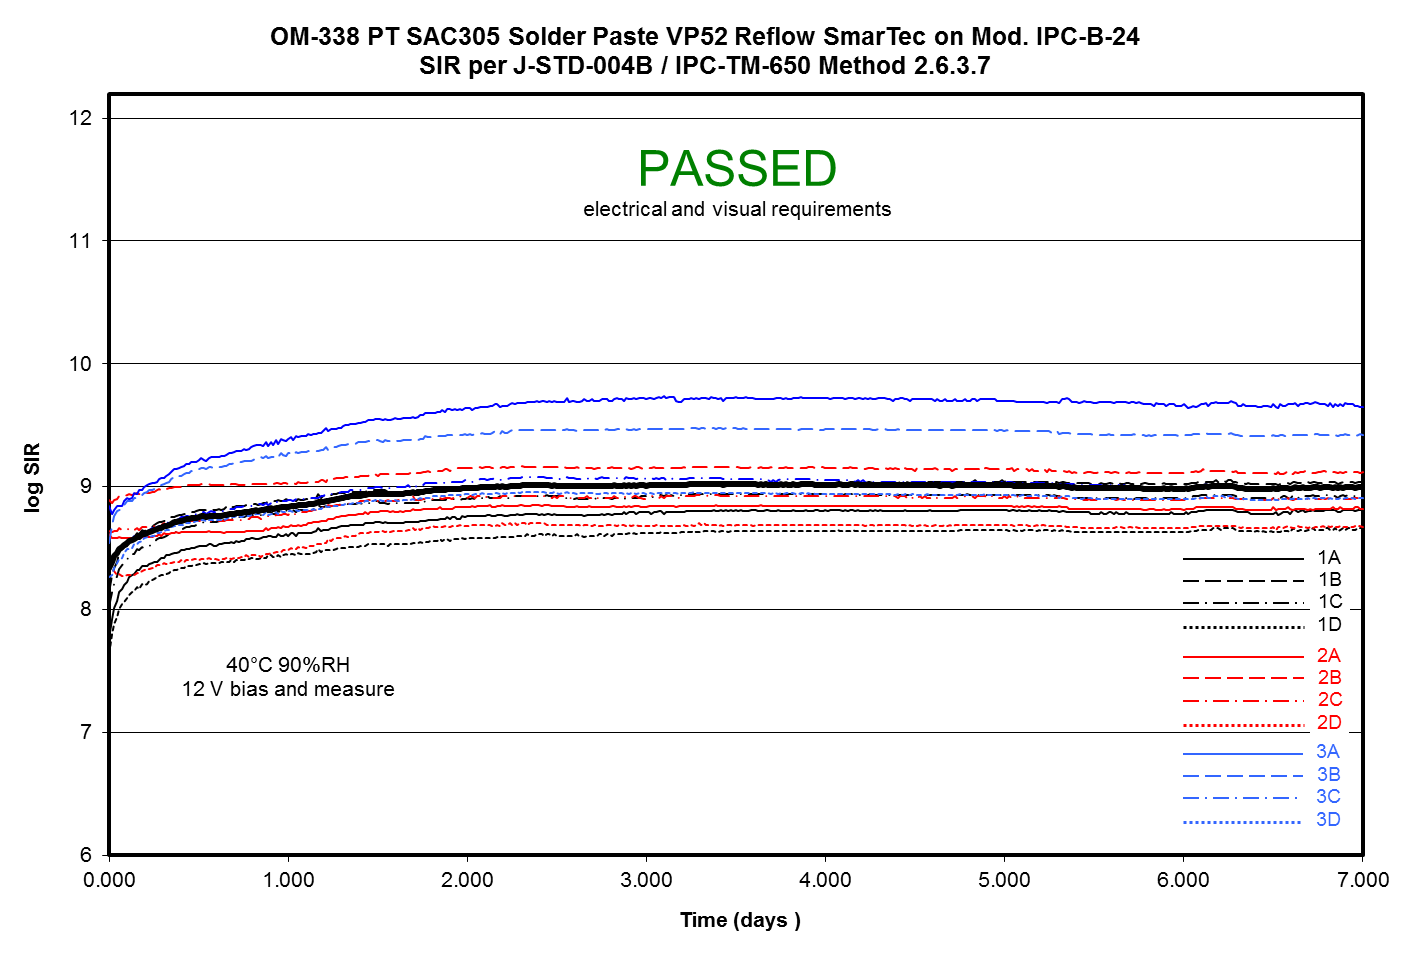 OM-338 PT SAC305 Solder Paste VP52 Reflow SmarTec on Mod. IPC-B-24
SIR per J-STD-004B / IPC-TM-650 Method 2.6.3.7
12
PASSED
electrical and visual requirements
11
10
log SIR
9
8
7
6
40°C 90%RH
12 V bias and measure
1A
1B
1C
1D
2A
2B
2C
2D
3A
3B
3C
3D
0.000 1.000 2.000 3.000 4.000 5.000 6.000 7.000
Time (days )